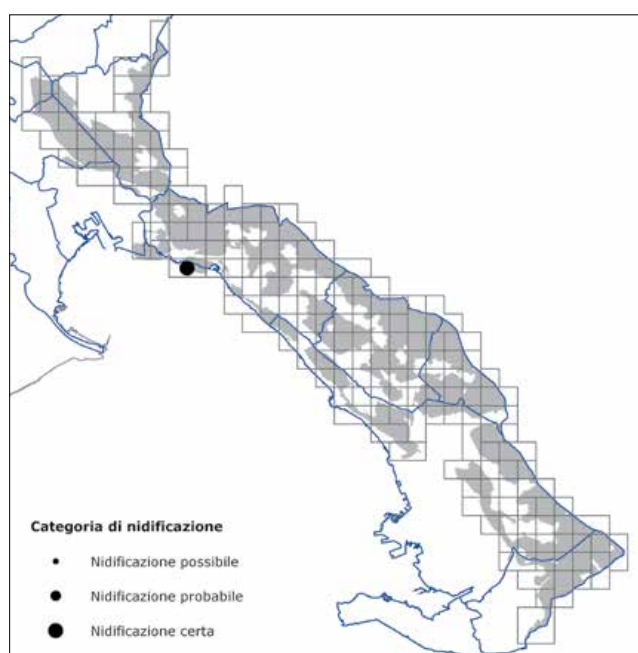 Categoria di nidificazione
Nidificazione possibile
Nidificazione probabile
Nidificazione certa